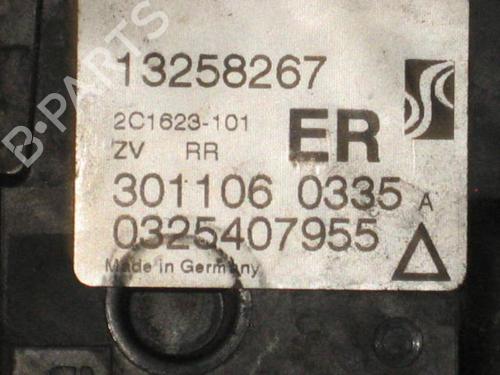 B-PARTS
13258267
2C1623-101
ER
ZV RR
301106 0335 A
0325407955
Made in Germany